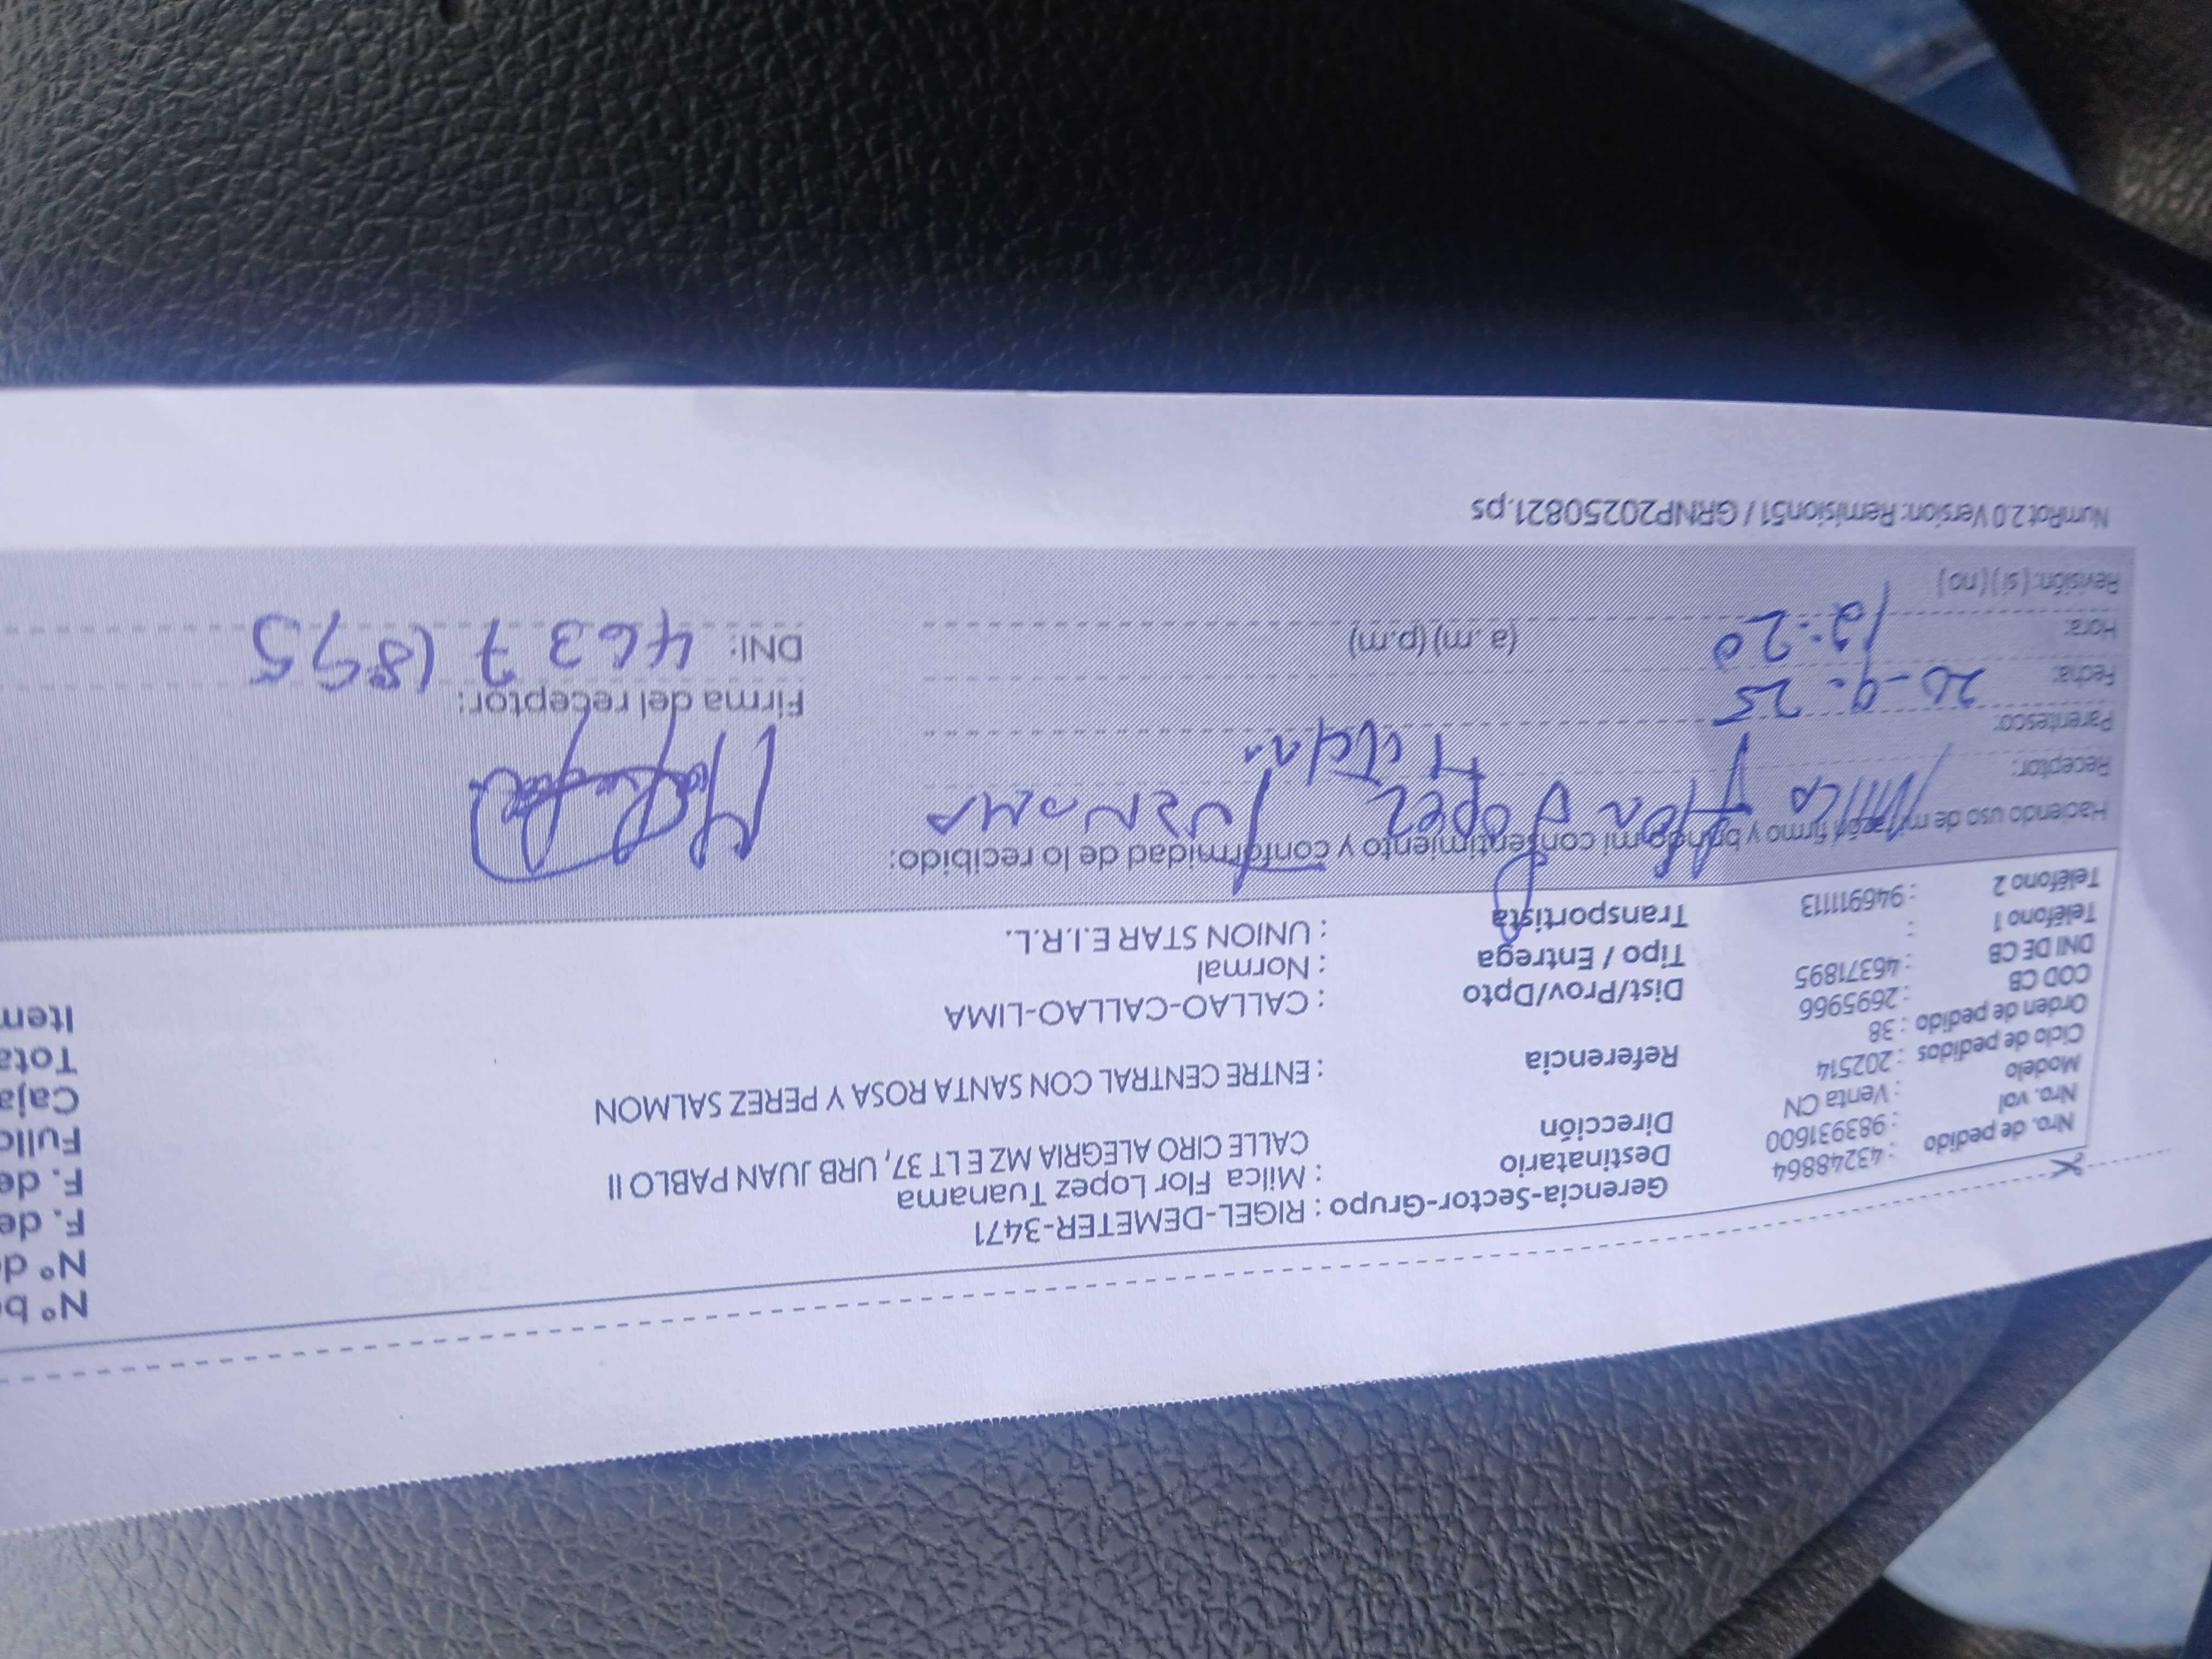 Nro. de pedido : 43248864
Nro. vol : 983931600
Modelo : Venta CN
Ciclo de pedidos : 202514
Orden de pedido : 38
COD CB : 2695966
DNI DE CB : 46371895
Teléfono 1 :
Teléfono 2 : 946911113
Gerencia-Sector-Grupo : RIGEL-DEMETER-3471
Destinatario : Milca Flor Lopez Tuanama
Dirección CALLE CIRO ALEGRIA MZ E LT 37, URB JUAN PABLO II
Referencia : ENTRE CENTRAL CON SANTA ROSA Y PEREZ SALMON
Dist/Prov/Dpto : CALLAO-CALLAO-LIMA
Tipo / Entrega : Normal
Transportista : UNION STAR E.I.R.L.
Nº b
Nº d
F. de
F. de
Fullc
Caja
Tota
Item
Haciendo uso de mi razón firmo y brindo mi consentimiento y conformidad de lo recibido:
Receptor: Milca Flor Lopez
Parentesco:
Fecha: 9-25
Hora: 12:20 (a.m) (p.m)
Revisión: (si) (no)
Firma del receptor:
DNI: 46371895
NumRot 2.0 Version: Remision51 / GRNP20250821.ps